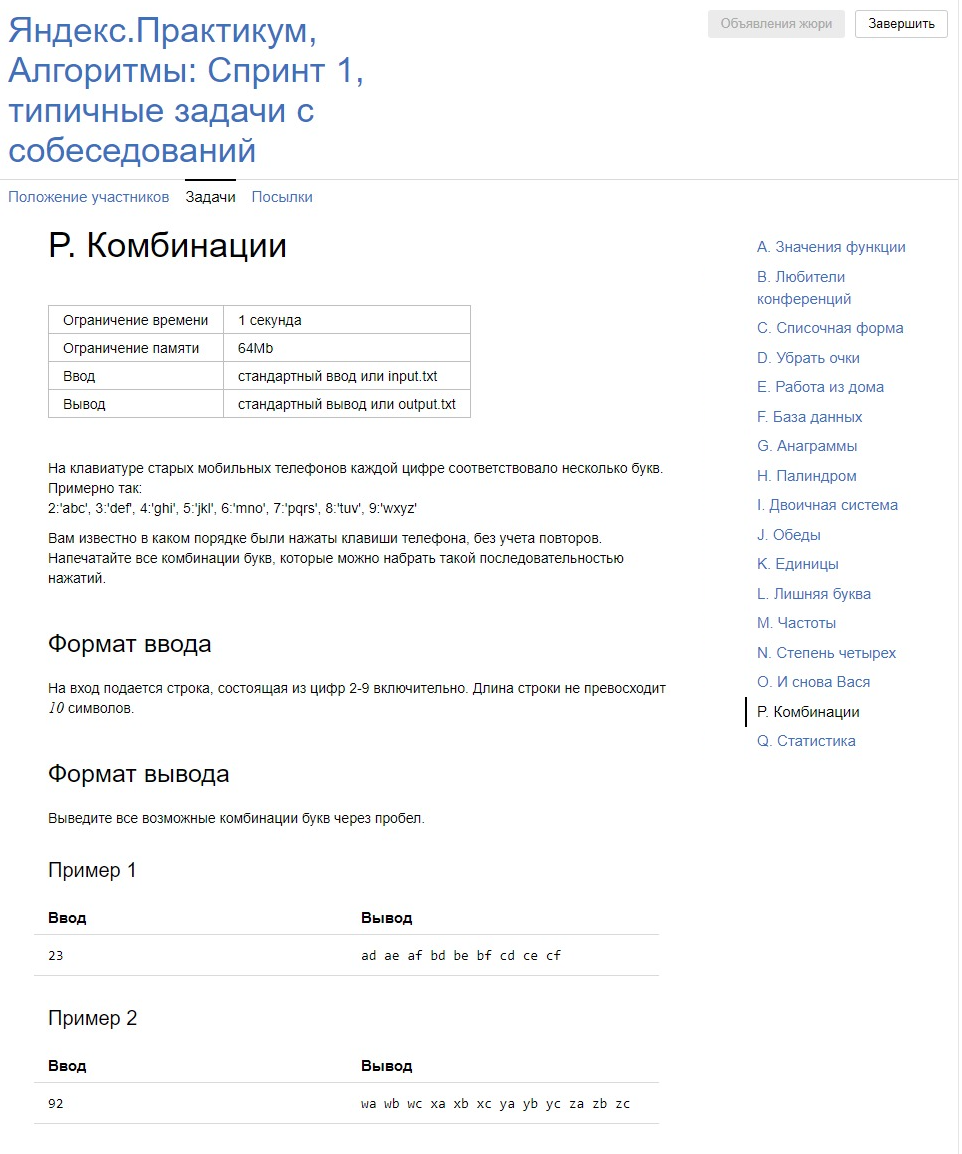 Яндекс.Практикум,
Алгоритмы: Спринт 1,
типичные задачи с
собеседований
Объявления жюри
Завершить
Положение участников Задачи Посылки
P. Комбинации
Ограничение времени 1 секунда
Ограничение памяти 64Mb
Ввод стандартный ввод или input.txt
Вывод стандартный вывод или output.txt
На клавиатуре старых мобильных телефонов каждой цифре соответствовало несколько букв.
Примерно так:
2:'abc', 3:'def', 4:'ghi', 5:'jkl', 6:'mno', 7:'pqrs', 8:'tuv', 9:'wxyz'
Вам известно в каком порядке были нажаты клавиши телефона, без учета повторов.
Напечатайте все комбинации букв, которые можно набрать такой последовательностью
нажатий.
Формат ввода
На вход подается строка, состоящая из цифр 2-9 включительно. Длина строки не превосходит
10 символов.
Формат вывода
Выведите все возможные комбинации букв через пробел.
Пример 1
Ввод Вывод
23 ad ae af bd be bf cd ce cf
Пример 2
Ввод Вывод
92 wa wb wc xa xb xc ya yb yc za zb zc
A. Значения функции
B. Любители
конференций
C. Списочная форма
D. Убрать очки
E. Работа из дома
F. База данных
G. Анаграммы
H. Палиндром
I. Двоичная система
J. Обеды
K. Единицы
L. Лишняя буква
M. Частоты
N. Степень четырех
O. И снова Вася
P. Комбинации
Q. Статистика